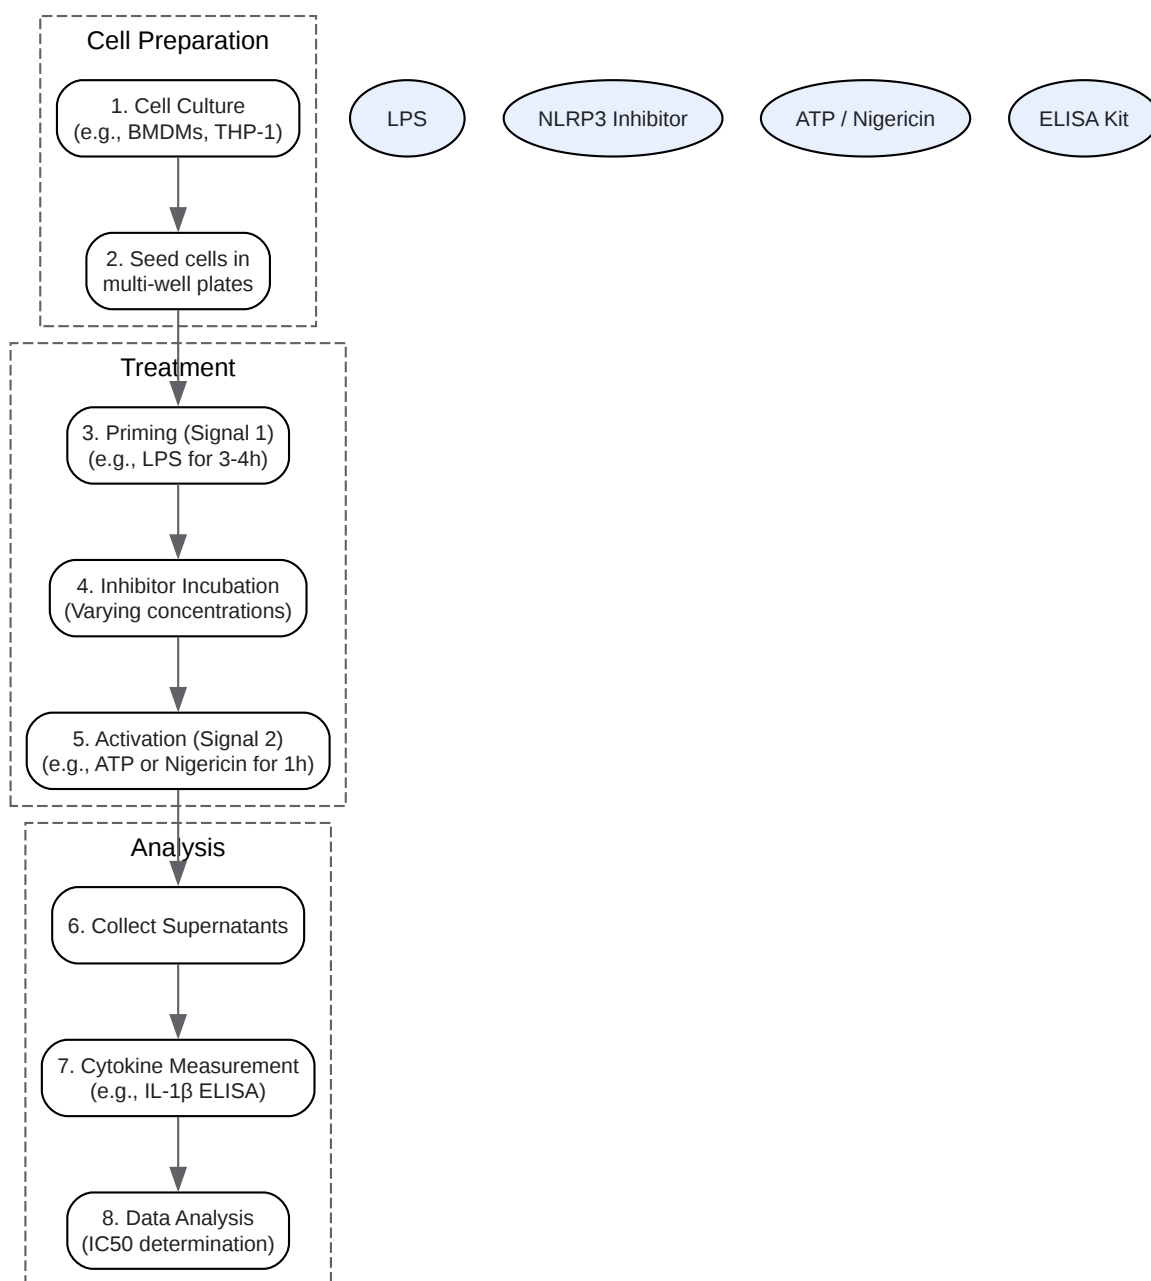 Cell Preparation
1. Cell Culture
(e.g., BMDMs, THP-1)
LPS
NLRP3 Inhibitor
ATP / Nigericin
ELISA Kit
2. Seed cells in
multi-well plates
Treatment
3. Priming (Signal 1)
(e.g., LPS for 3-4h)
4. Inhibitor Incubation
(Varying concentrations)
5. Activation (Signal 2)
(e.g., ATP or Nigericin for 1h)
Analysis
6. Collect Supernatants
7. Cytokine Measurement
(e.g., IL-1β ELISA)
8. Data Analysis
(IC50 determination)